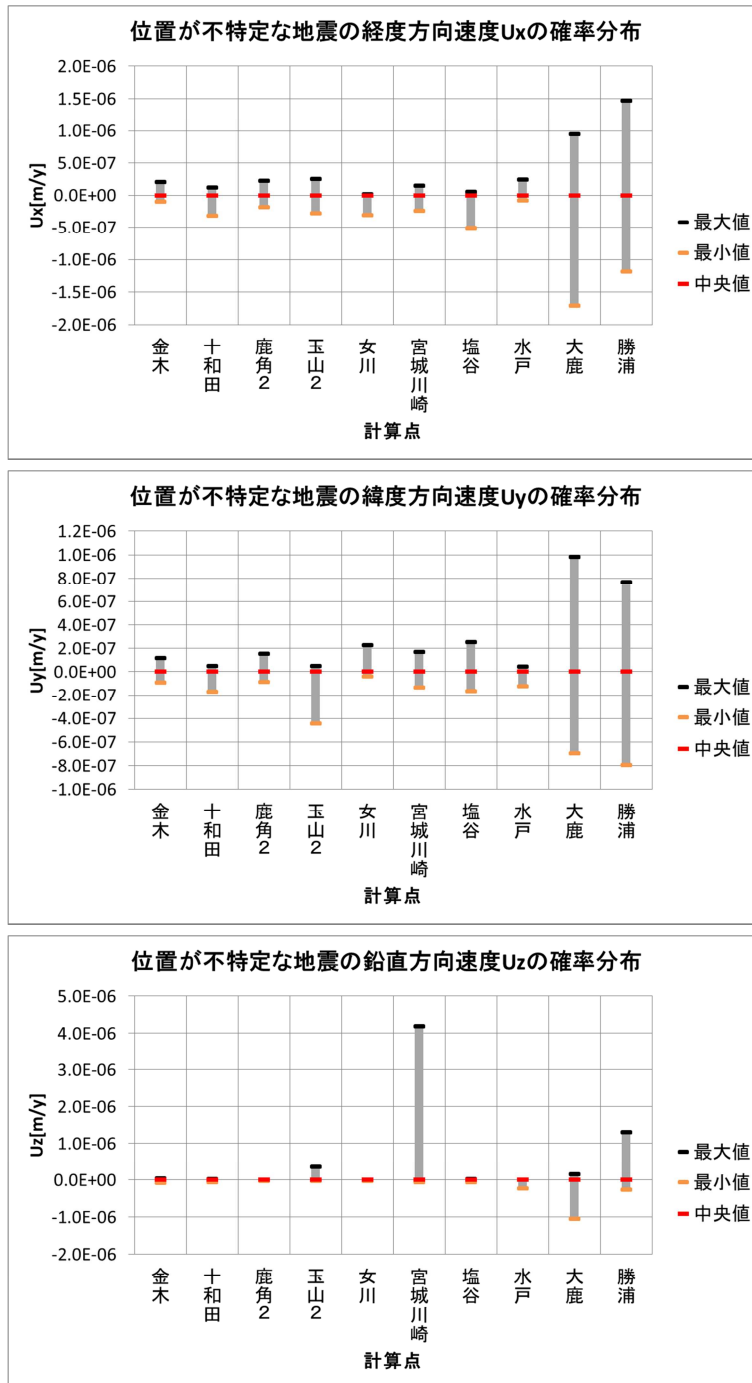 位置が不特定な地震の経度方向速度Uxの確率分布
2.0E-06
1.5E-06
1.0E-06
5.0E-07
0.0E+00
-5.0E-07
-1.0E-06
-1.5E-06
-2.0E-06
Ux[m/y]
金木
十和田
鹿角2
玉山2
女川
宮城川崎
塩谷
水戸
大鹿
勝浦
計算点
最大値
最小値
中央値
位置が不特定な地震の緯度方向速度Uyの確率分布
1.2E-06
1.0E-06
8.0E-07
6.0E-07
4.0E-07
2.0E-07
0.0E+00
-2.0E-07
-4.0E-07
-6.0E-07
-8.0E-07
-1.0E-06
Uy[m/y]
金木
十和田
鹿角2
玉山2
女川
宮城川崎
塩谷
水戸
大鹿
勝浦
計算点
最大値
最小値
中央値
位置が不特定な地震の鉛直方向速度Uzの確率分布
5.0E-06
4.0E-06
3.0E-06
2.0E-06
1.0E-06
0.0E+00
-1.0E-06
-2.0E-06
Uz[m/y]
金木
十和田
鹿角2
玉山2
女川
宮城川崎
塩谷
水戸
大鹿
勝浦
計算点
最大値
最小値
中央値